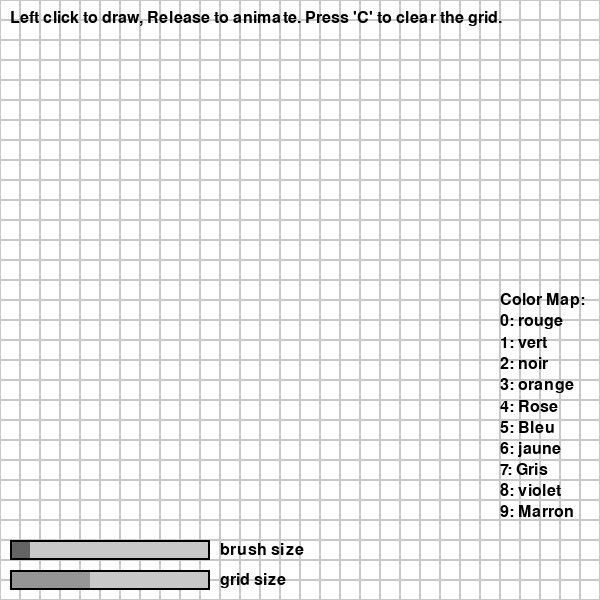 Left click to draw, Release to animate. Press 'C' to clear the grid.
Color Map:
0: rouge
1: vert
2: noir
3: orange
4: Rose
5: Bleu
6: jaune
7: Gris
8: violet
9: Marron
brush size
grid size